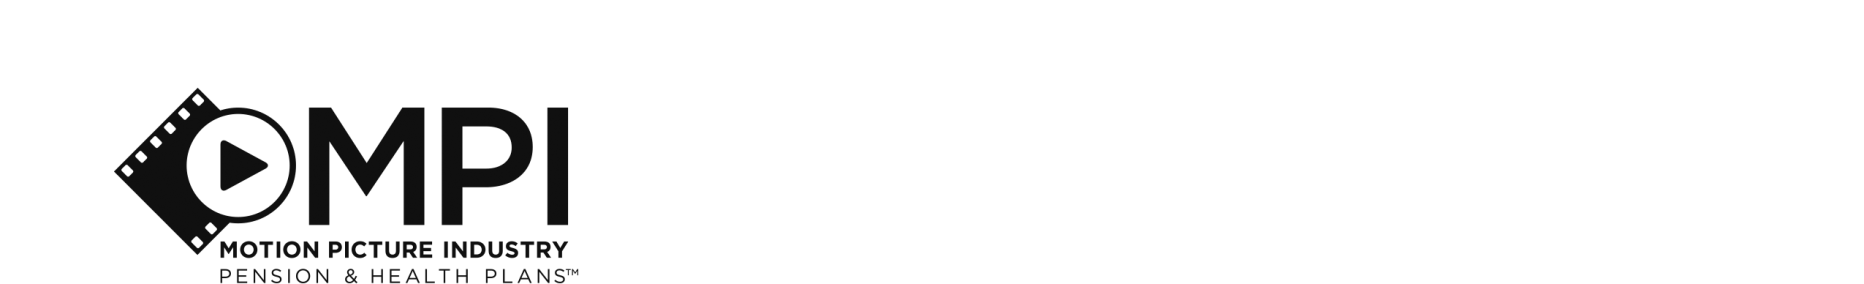 MPI
MOTION PICTURE INDUSTRY
PENSION & HEALTH PLANS™